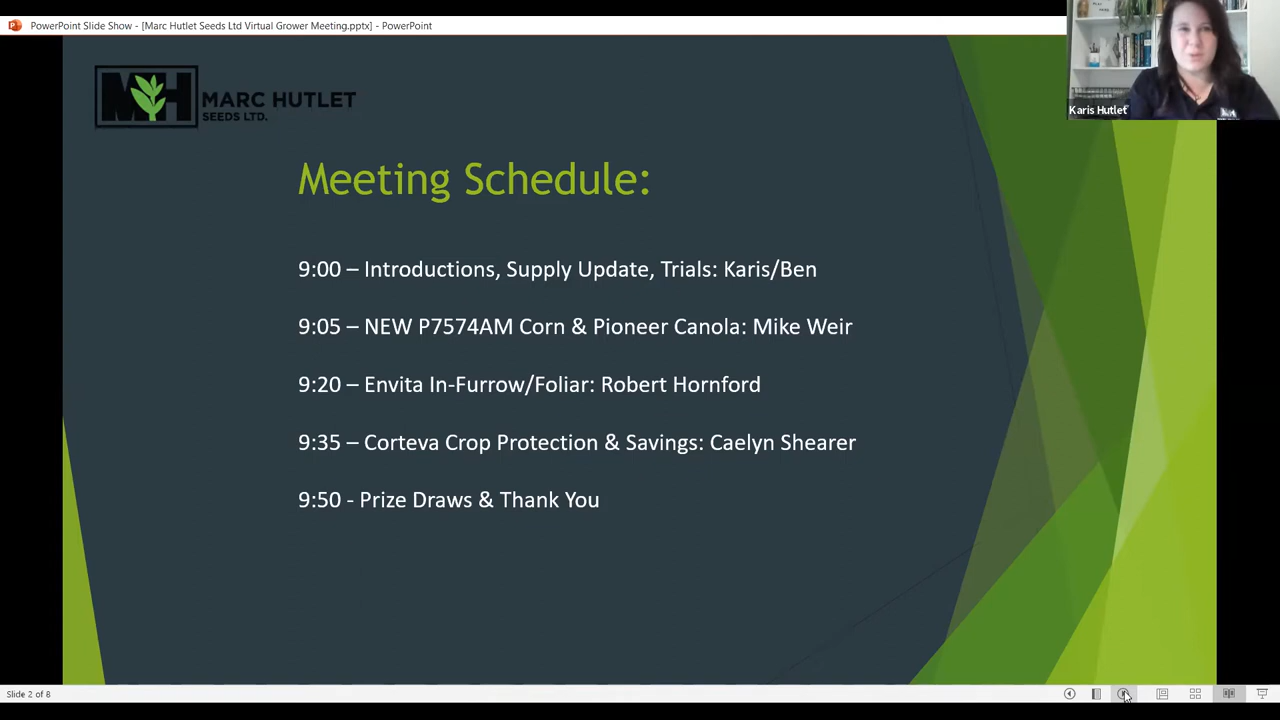 PowerPoint Slide Show - [Marc Hutlet Seeds Ltd Virtual Grower Meeting.pptx] - PowerPoint
MH MARC HUTLET
SEEDS LTD.
Karis Hutlet
Meeting Schedule:
9:00 – Introductions, Supply Update, Trials: Karis/Ben
9:05 – NEW P7574AM Corn & Pioneer Canola: Mike Weir
9:20 – Envita In-Furrow/Foliar: Robert Hornford
9:35 – Corteva Crop Protection & Savings: Caelyn Shearer
9:50 - Prize Draws & Thank You
Slide 2 of 8